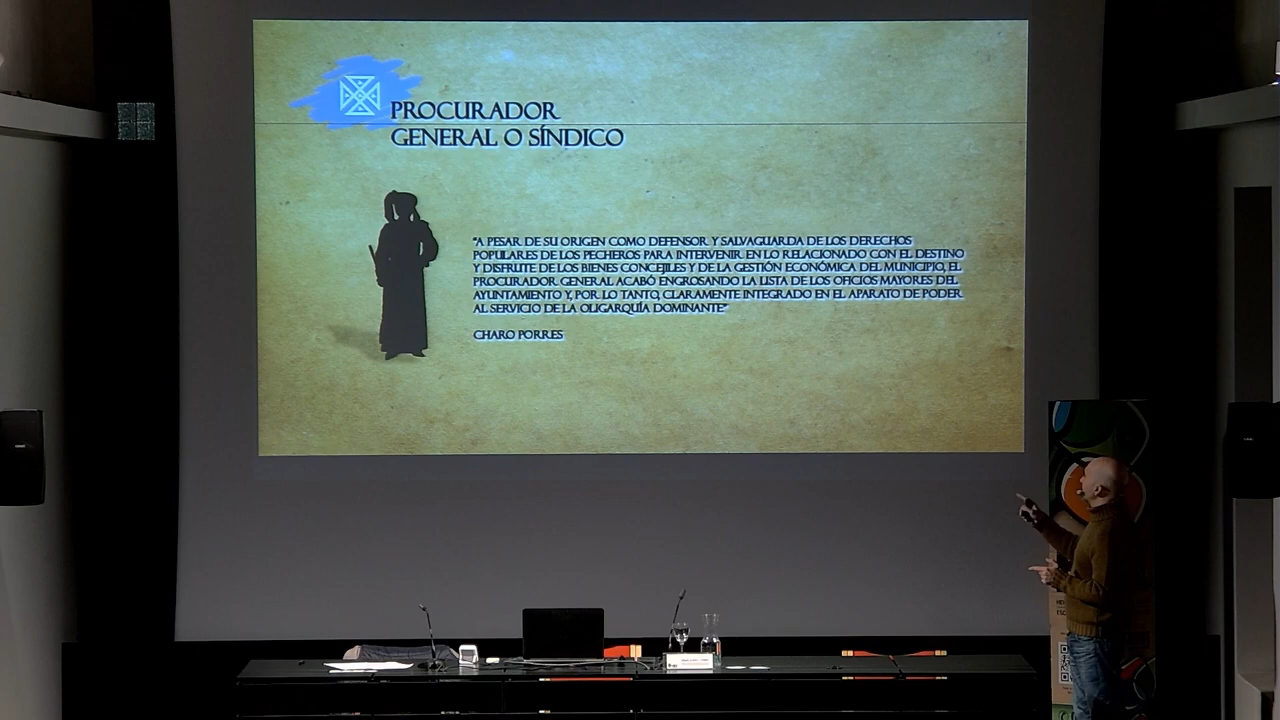 PROCURADOR
GENERAL O SÍNDICO
"A PESAR DE SU ORIGEN COMO DEFENSOR Y SALVAGUARDA DE LOS DERECHOS
POPULARES DE LOS PECHEROS PARA INTERVENIR EN LO RELACIONADO CON EL DESTINO
Y DISFRUTE DE LOS BIENES CONCEJILES Y DE LA GESTIÓN ECONÓMICA DEL MUNICIPIO, EL
PROCURADOR GENERAL ACABÓ ENGROSANDO LA LISTA DE LOS OFICIOS MAYORES DEL
AYUNTAMIENTO Y, POR LO TANTO, CLARAMENTE INTEGRADO EN EL APARATO DE PODER
AL SERVICIO DE LA OLIGARQUÍA DOMINANTE"
CHARO PORRES